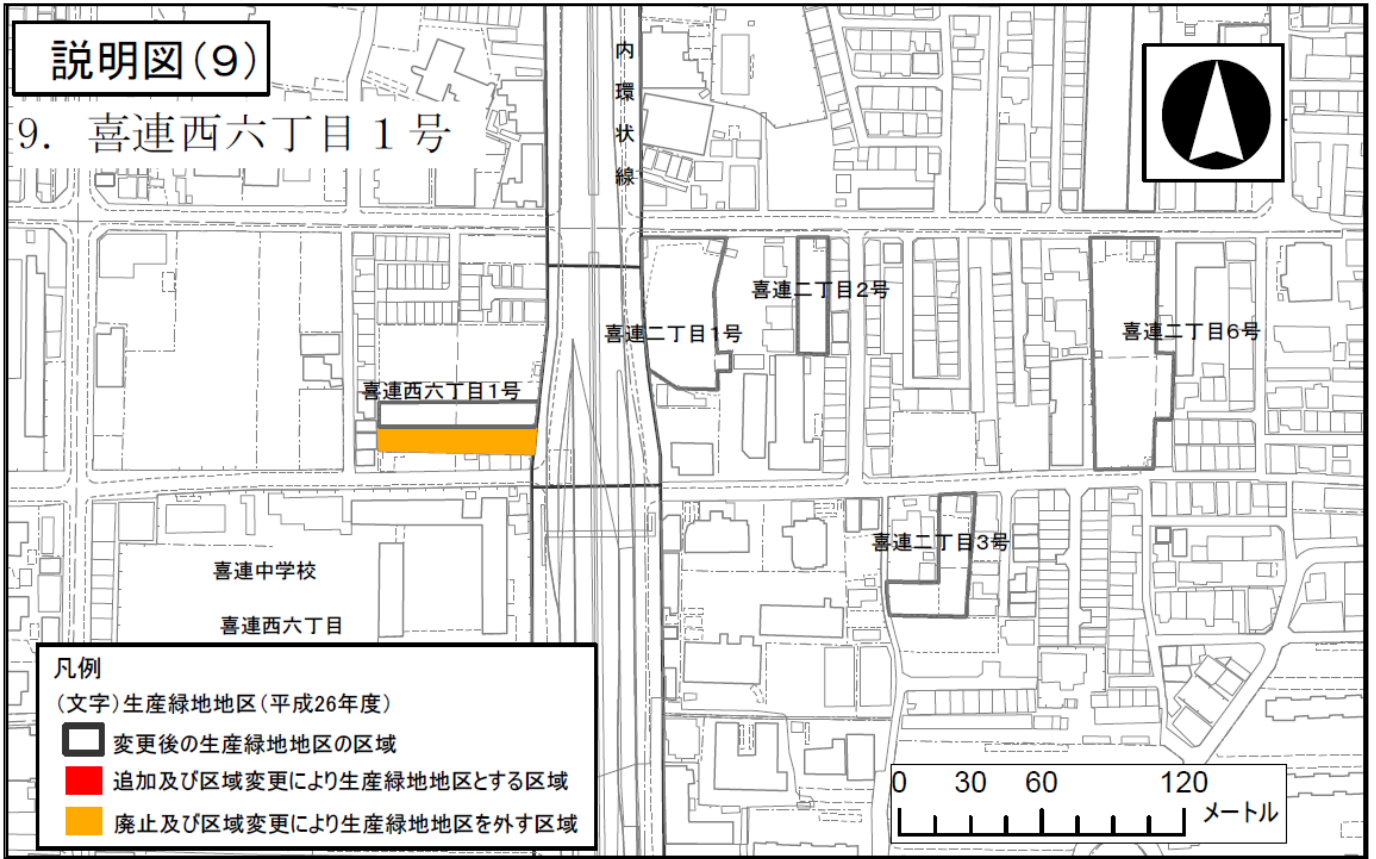 説明図(9)
9. 喜連西六丁目1号
内環状線
喜連二丁目2号
喜連二丁目1号
喜連二丁目6号
喜連西六丁目1号
喜連二丁目3号
喜連中学校
喜連西六丁目
凡例
(文字)生産緑地地区(平成26年度)
変更後の生産緑地地区の区域
追加及び区域変更により生産緑地地区とする区域
廃止及び区域変更により生産緑地地区を外す区域
0 30 60 120
メートル